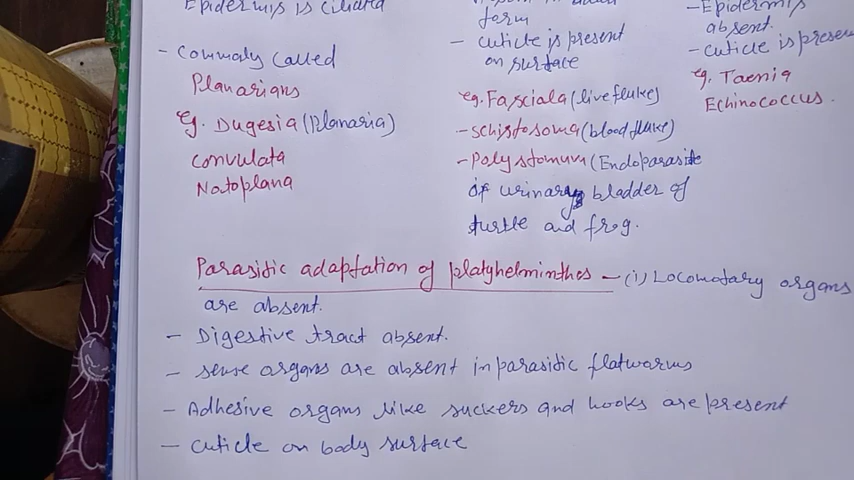 Epidermis is ciliated
- Commonly called
Planarians
eg. Dugesia (Planaria)
Convulata
Notoplana
form
- cuticle is present
on surface
eg. Fasciala (live fluke)
- Schistosoma (blood fluke)
- Polystomum (Endoparasite
of urinary bladder of
turtle and frog.
- Epidermis
absent.
- cuticle is presen
eg. Taenia
Echinococcus.
Parasitic adaptation of platyhelminthes - (i) Locomotary organs
are absent.
- Digestive tract absent.
- sense organs are absent in parasitic flatworms
- Adhesive organs like suckers and hooks are present
- cuticle on body surface